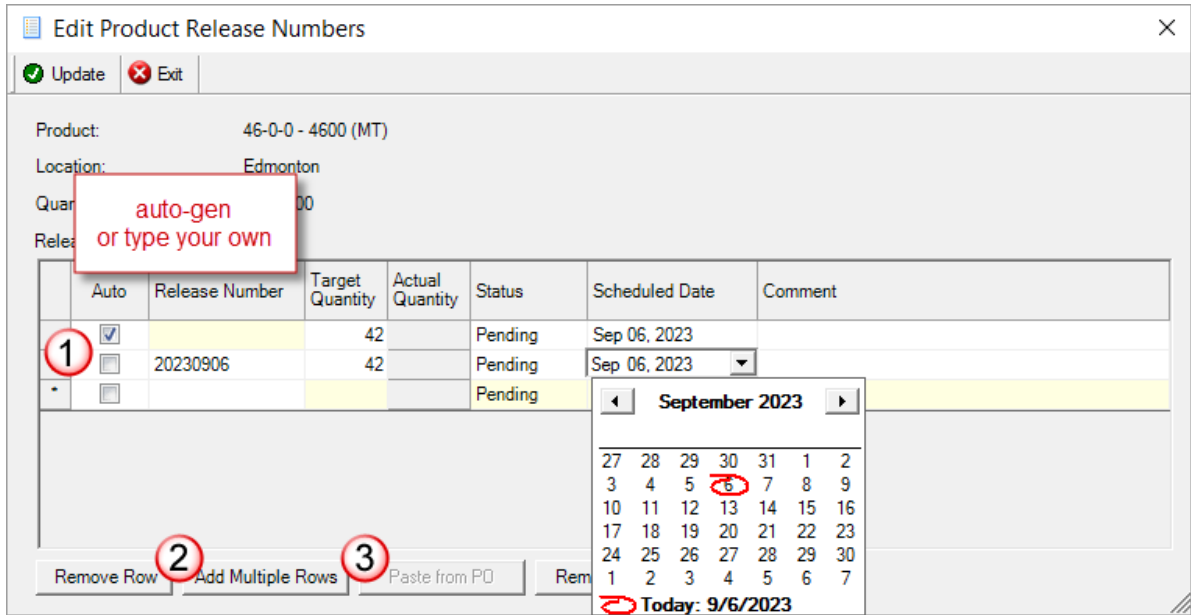 Edit Product Release Numbers
Update Exit
Product: 46-0-0 - 4600 (MT)
Location: Edmonton
auto-gen
or type your own
Auto Release Number Target Quantity Actual Quantity Status Scheduled Date Comment
42 Pending Sep 06, 2023
1
20230906 42 Pending Sep 06, 2023
* Pending
September 2023
27 28 29 30 31 1 2
3 4 5 6 7 8 9
10 11 12 13 14 15 16
17 18 19 20 21 22 23
24 25 26 27 28 29 30
1 2 3 4 5 6 7
Today: 9/6/2023
2 3
Remove Row Add Multiple Rows Paste from PO